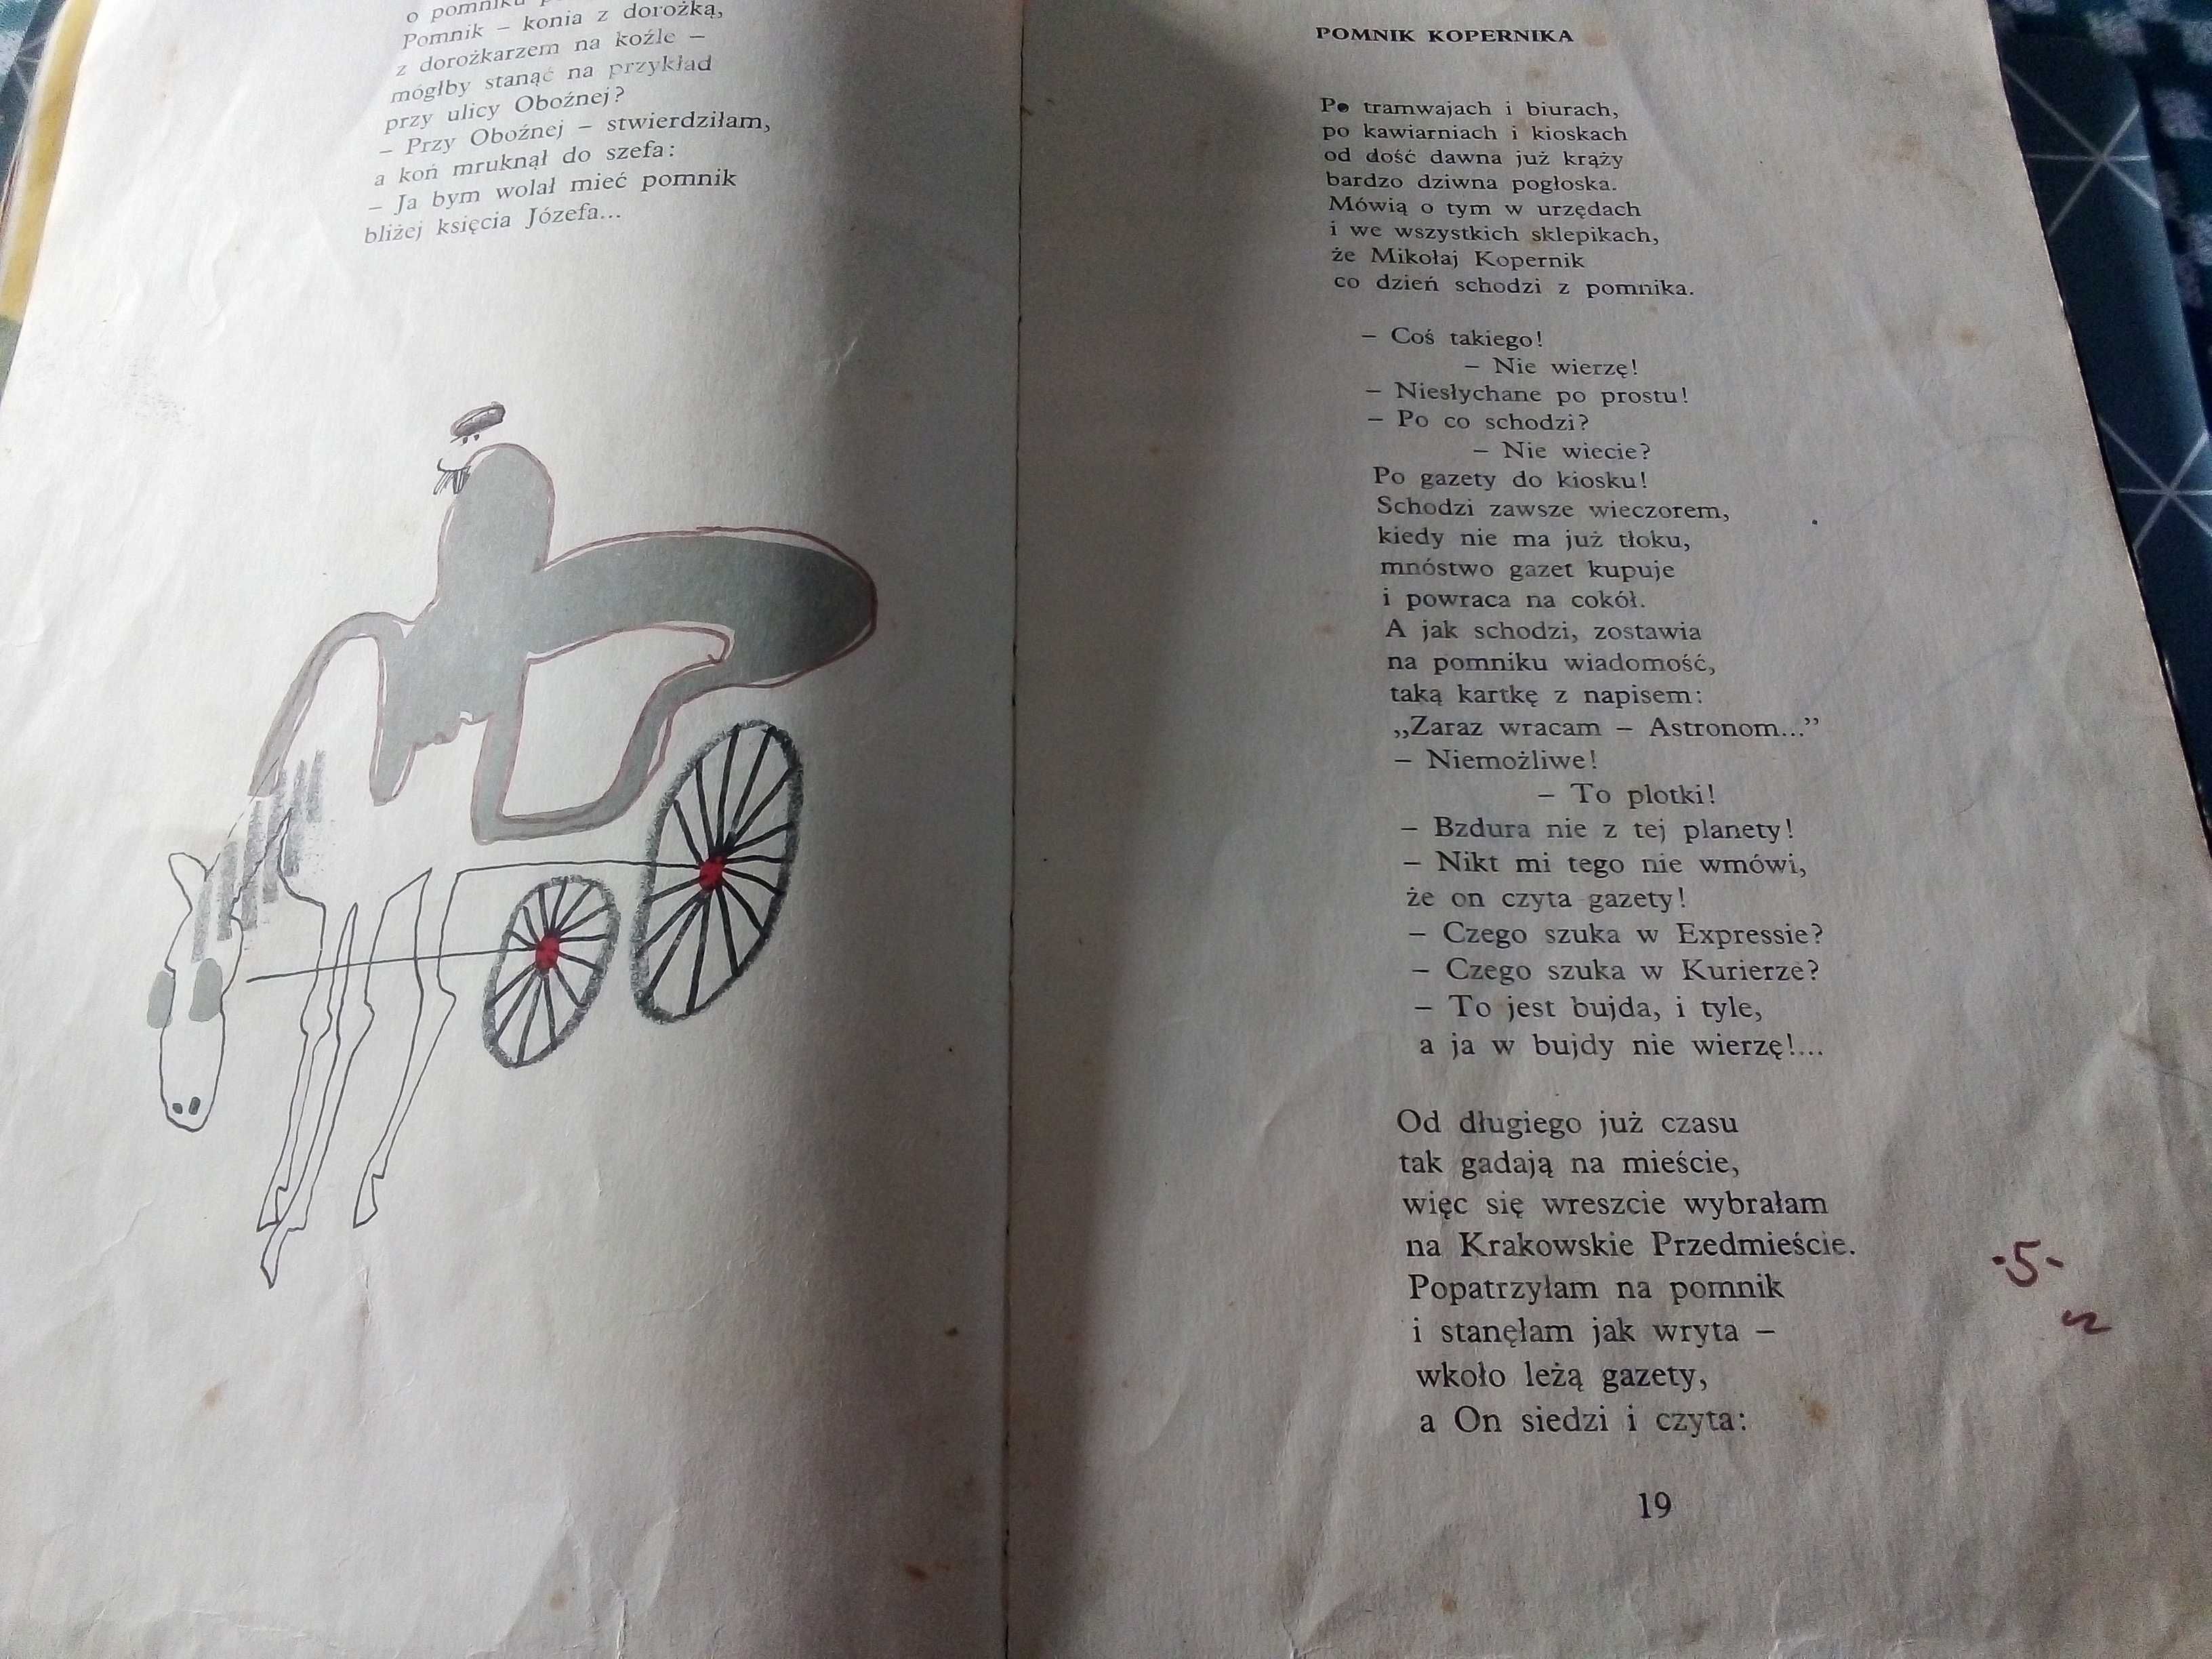 o pomniku
Pomnik – konia z dorożką,
z dorożkarzem na koźle –
mógłby stanąć na przykład
przy ulicy Oboźnej?
– Przy Oboźnej – stwierdziłam,
a koń mruknął do szefa:
– Ja bym wolał mieć pomnik
bliżej księcia Józefa...
POMNIK KOPERNIKA
Po tramwajach i biurach,
po kawiarniach i kioskach
od dość dawna już krąży
bardzo dziwna pogłoska.
Mówią o tym w urzędach
i we wszystkich sklepikach,
że Mikołaj Kopernik
co dzień schodzi z pomnika.
– Coś takiego!
– Nie wierzę!
– Niesłychane po prostu!
– Po co schodzi?
– Nie wiecie?
Po gazety do kiosku!
Schodzi zawsze wieczorem,
kiedy nie ma już tłoku,
mnóstwo gazet kupuje
i powraca na cokół.
A jak schodzi, zostawia
na pomniku wiadomość,
taką kartkę z napisem:
„Zaraz wracam – Astronom...”
– Niemożliwe!
– To plotki!
– Bzdura nie z tej planety!
– Nikt mi tego nie wmówi,
że on czyta gazety!
– Czego szuka w Expressie?
– Czego szuka w Kurierze?
– To jest bujda, i tyle,
a ja w bujdy nie wierzę!...
Od długiego już czasu
tak gadają na mieście,
więc się wreszcie wybrałam
na Krakowskie Przedmieście.
Popatrzyłam na pomnik
i stanęłam jak wryta –
wkoło leżą gazety,
a On siedzi i czyta:
-5-
19